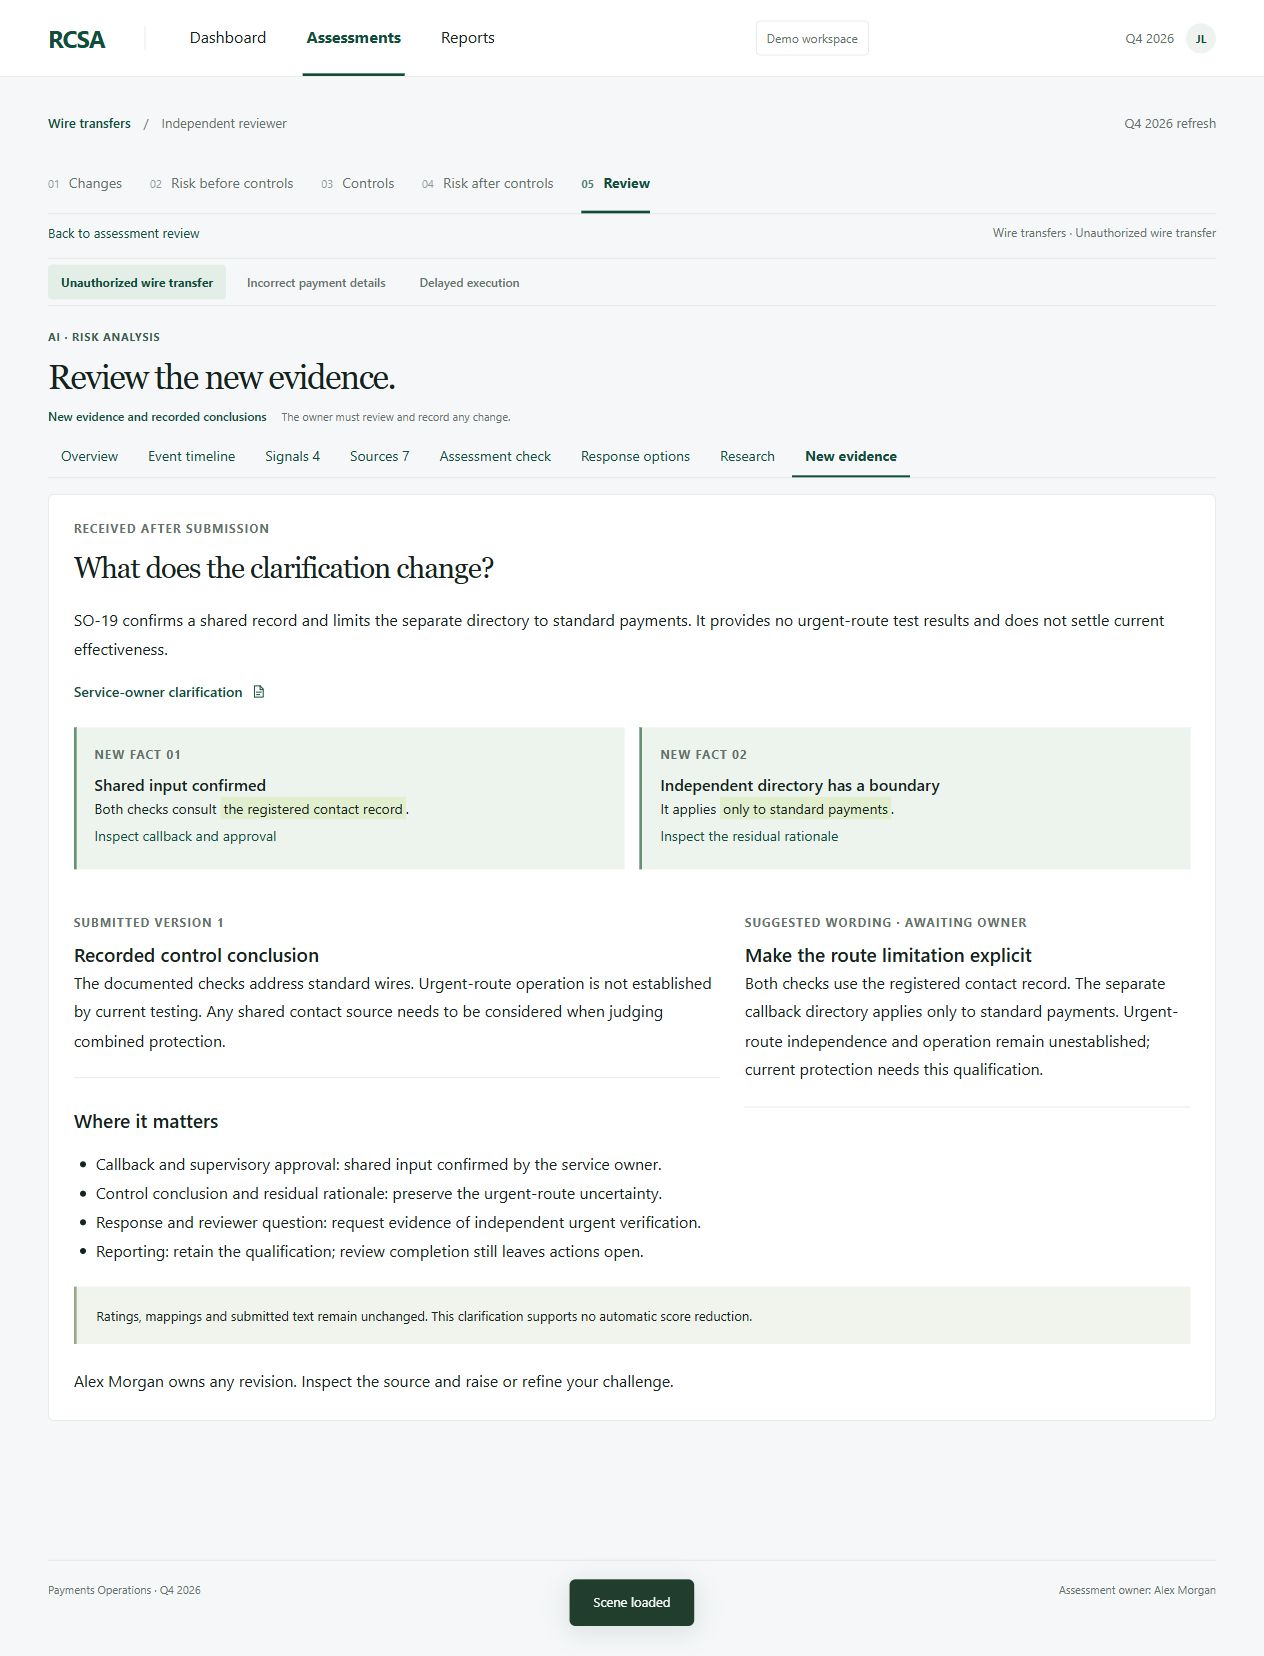 RCSA
Dashboard
Assessments
Reports
Demo workspace
Q4 2026
JL
Wire transfers / Independent reviewer
Q4 2026 refresh
01 Changes
02 Risk before controls
03 Controls
04 Risk after controls
05 Review
Back to assessment review
Wire transfers · Unauthorized wire transfer
Unauthorized wire transfer
Incorrect payment details
Delayed execution
AI · RISK ANALYSIS
Review the new evidence.
New evidence and recorded conclusions
The owner must review and record any change.
Overview
Event timeline
Signals 4
Sources 7
Assessment check
Response options
Research
New evidence
RECEIVED AFTER SUBMISSION
What does the clarification change?
SO-19 confirms a shared record and limits the separate directory to standard payments. It provides no urgent-route test results and does not settle current
effectiveness.
Service-owner clarification
NEW FACT 01
Shared input confirmed
Both checks consult the registered contact record.
Inspect callback and approval
NEW FACT 02
Independent directory has a boundary
It applies only to standard payments.
Inspect the residual rationale
SUBMITTED VERSION 1
Recorded control conclusion
The documented checks address standard wires. Urgent-route operation is not established
by current testing. Any shared contact source needs to be considered when judging
combined protection.
SUGGESTED WORDING · AWAITING OWNER
Make the route limitation explicit
Both checks use the registered contact record. The separate
callback directory applies only to standard payments. Urgent-
route independence and operation remain unestablished;
current protection needs this qualification.
Where it matters
• Callback and supervisory approval: shared input confirmed by the service owner.
• Control conclusion and residual rationale: preserve the urgent-route uncertainty.
• Response and reviewer question: request evidence of independent urgent verification.
• Reporting: retain the qualification; review completion still leaves actions open.
Ratings, mappings and submitted text remain unchanged. This clarification supports no automatic score reduction.
Alex Morgan owns any revision. Inspect the source and raise or refine your challenge.
Payments Operations · Q4 2026
Scene loaded
Assessment owner: Alex Morgan